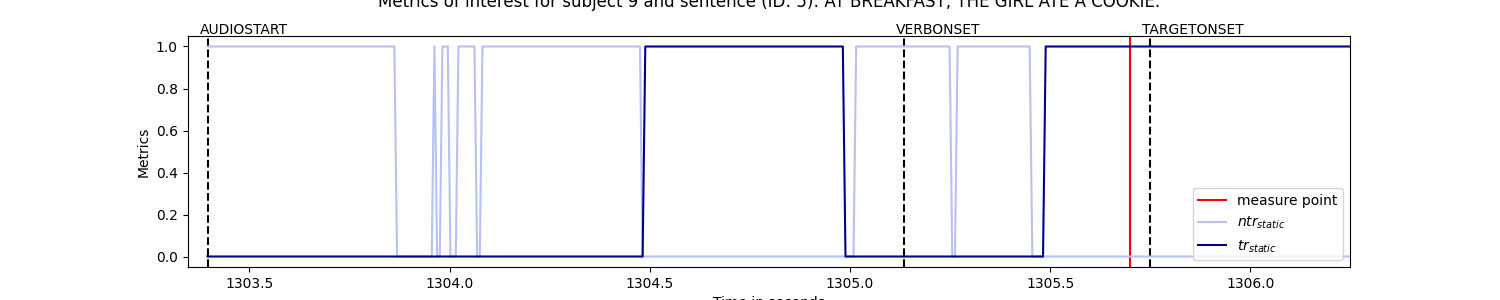 Metrics of interest for subject 9 and sentence (ID: 5): AT BREAKFAST, THE GIRL ATE A COOKIE.
AUDIOSTART VERBONSET TARGETONSET
1.0
0.8
0.6
0.4
0.2
0.0
Metrics
measure point
ntr_static
tr_static
1303.5 1304.0 1304.5 1305.0 1305.5 1306.0
Time in seconds